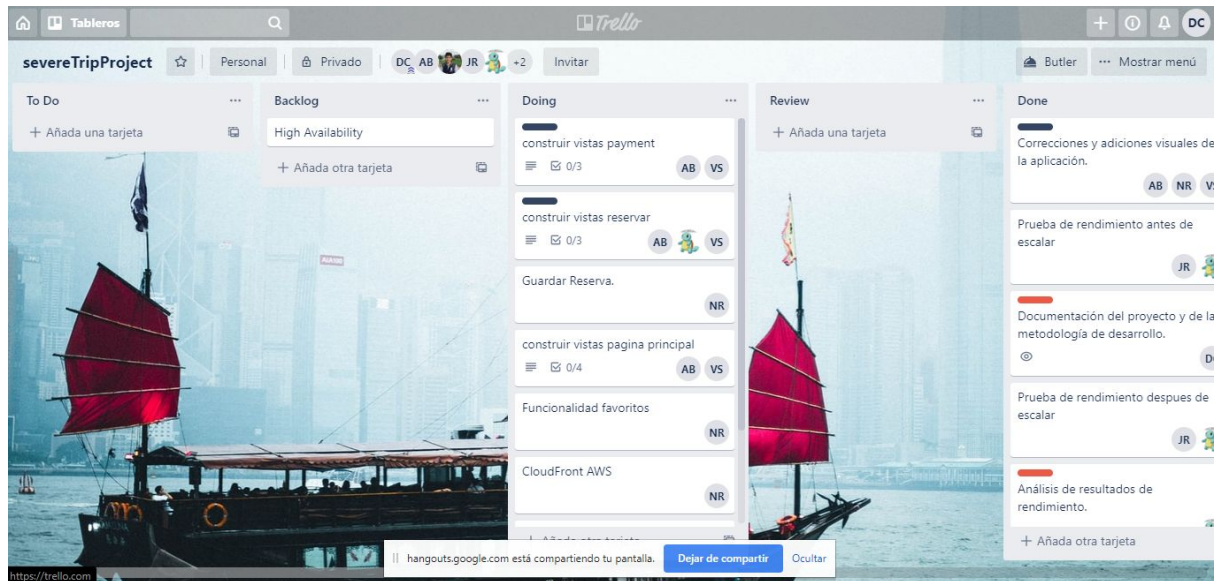 Tableros
Trello
DC
severeTripProject
Personal
Privado
DC AB JR +2
Invitar
Butler
... Mostrar menú
To Do
...
+ Añada una tarjeta
Backlog
...
High Availability
+ Añada otra tarjeta
Doing
...
construir vistas payment
0/3
AB VS
construir vistas reservar
0/3
AB VS
Guardar Reserva.
NR
construir vistas pagina principal
0/4
AB VS
Funcionalidad favoritos
NR
CloudFront AWS
NR
+ Añada otra tarjeta
Review
...
+ Añada una tarjeta
Done
Correcciones y adiciones visuales de
la aplicación.
AB NR VS
Prueba de rendimiento antes de
escalar
JR
Documentación del proyecto y de la
metodología de desarrollo.
Prueba de rendimiento despues de
escalar
JR
Análisis de resultados de
rendimiento.
+ Añada otra tarjeta
hangouts.google.com está compartiendo tu pantalla.
Dejar de compartir
Ocultar
https://trello.com